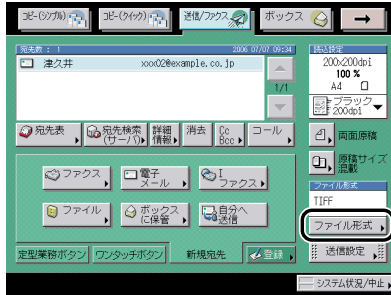 コピー(シンプル)
コピー(クイック)
送信/ファクス
ボックス
宛先数 : 1
2006 07/07 09:34
津久井
xxx02@example.co.jp
1/1
宛先表
宛先検索(サーバ)
詳細情報
消去
Cc Bcc
コール
ファクス
電子メール
Iファクス
ファイル
ボックスに保管
自分へ送信
定型業務ボタン
ワンタッチボタン
新規宛先
登録
読込設定
200×200dpi
100 %
A4
ブラック
200dpi
両面原稿
原稿サイズ混載
ファイル形式
TIFF
ファイル形式
送信設定
システム状況/中止